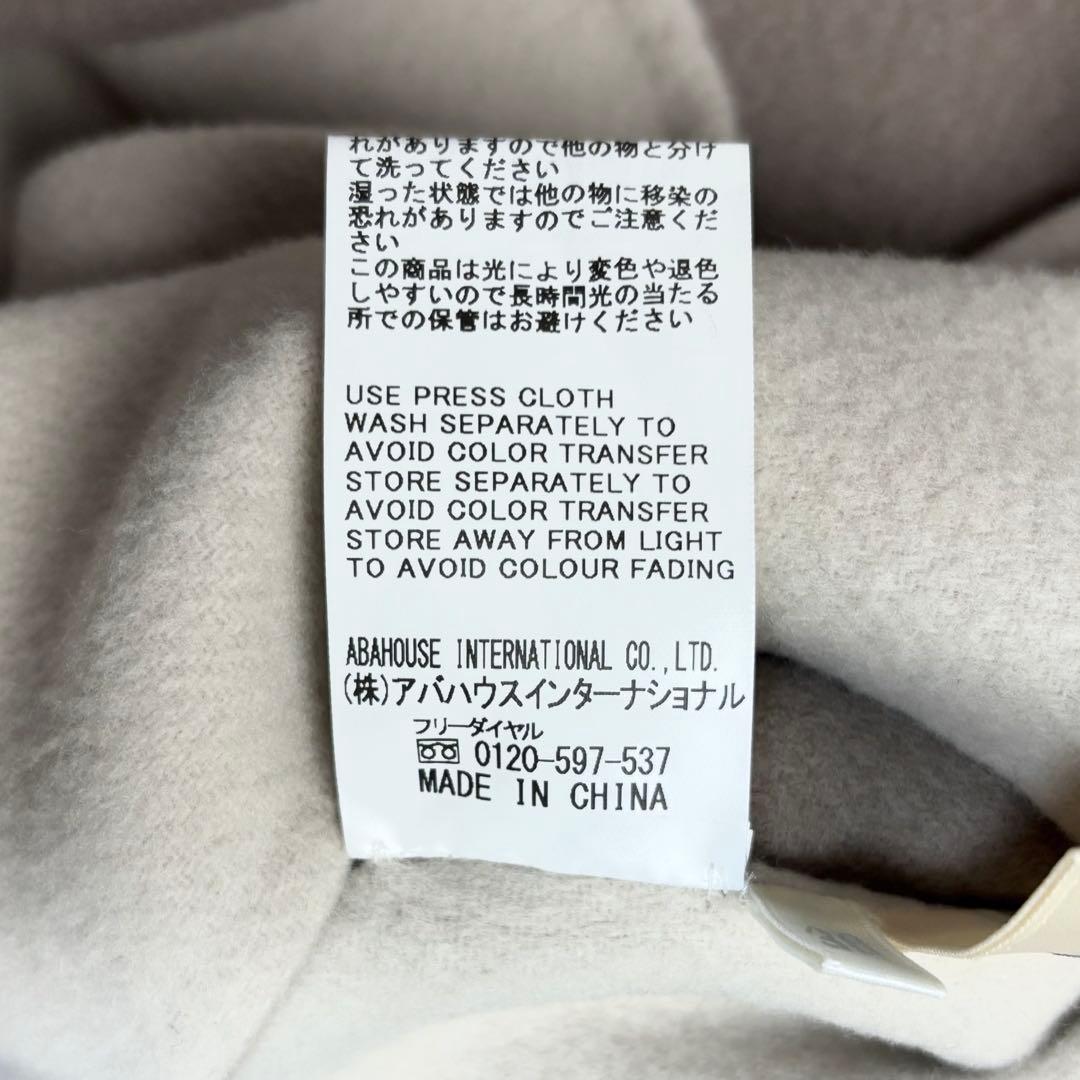 れがありますので他の物と分け
て洗ってください
湿った状態では他の物に移染の
恐れがありますのでご注意くだ
さい
この商品は光により変色や退色
しやすいので長時間光の当たる
所での保管はお避けください
USE PRESS CLOTH
WASH SEPARATELY TO
AVOID COLOR TRANSFER
STORE SEPARATELY TO
AVOID COLOR TRANSFER
STORE AWAY FROM LIGHT
TO AVOID COLOUR FADING
ABAHOUSE INTERNATIONAL CO.,LTD.
(株)アバハウスインターナショナル
フリーダイヤル
0120-597-537
MADE IN CHINA